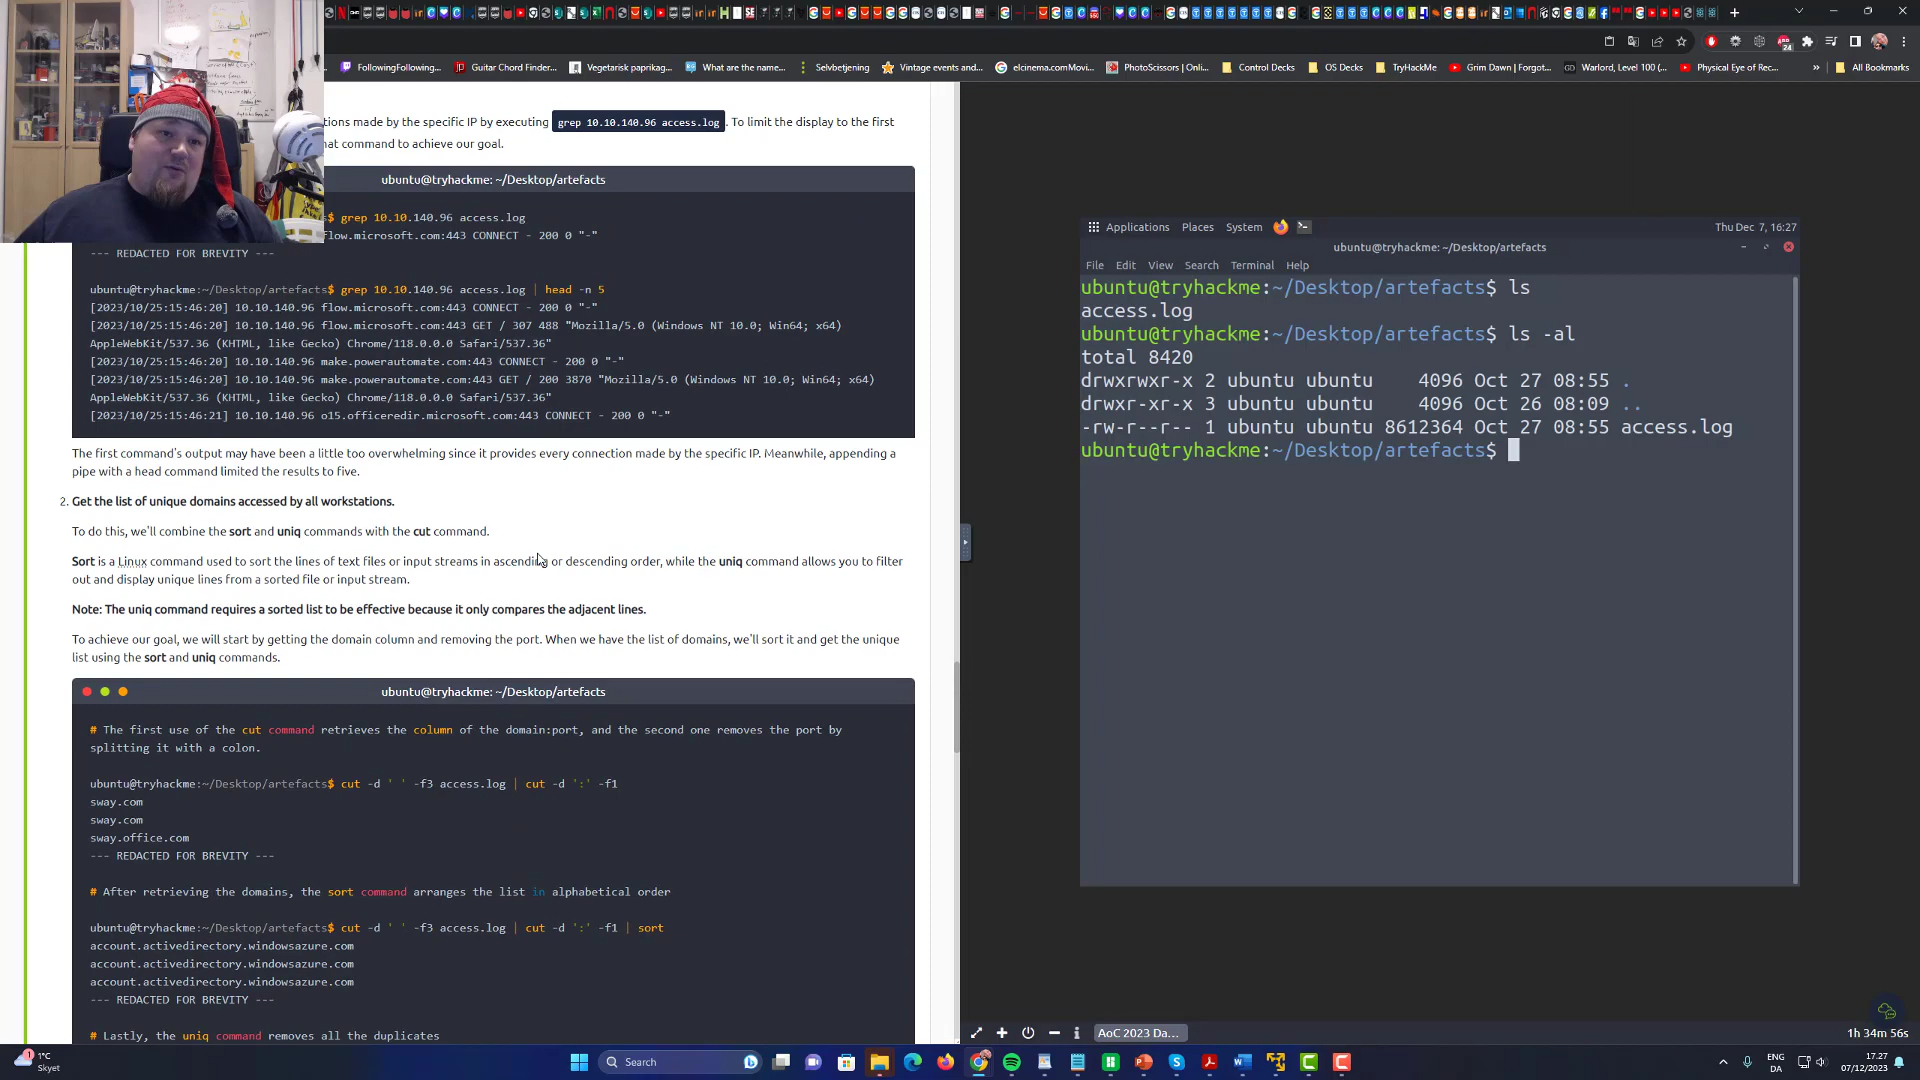 FollowingFollowing...
Guitar Chord Finder...
Vegetarisk paprikag...
What are the name...
Selvbetjening
Vintage events and...
elcinema.comMovi...
PhotoScissors | Onli...
Control Decks
OS Decks
TryHackMe
Grim Dawn | Forgot...
Warlord, Level 100 (...
Physical Eye of Rec...
»
All Bookmarks
tions made by the specific IP by executing grep 10.10.140.96 access.log . To limit the display to the first
hat command to achieve our goal.
ubuntu@tryhackme: ~/Desktop/artefacts
$ grep 10.10.140.96 access.log
flow.microsoft.com:443 CONNECT - 200 0 "-"
--- REDACTED FOR BREVITY ---
ubuntu@tryhackme:~/Desktop/artefacts$ grep 10.10.140.96 access.log | head -n 5
[2023/10/25:15:46:20] 10.10.140.96 flow.microsoft.com:443 CONNECT - 200 0 "-"
[2023/10/25:15:46:20] 10.10.140.96 flow.microsoft.com:443 GET / 307 488 "Mozilla/5.0 (Windows NT 10.0; Win64; x64)
AppleWebKit/537.36 (KHTML, like Gecko) Chrome/118.0.0.0 Safari/537.36"
[2023/10/25:15:46:20] 10.10.140.96 make.powerautomate.com:443 CONNECT - 200 0 "-"
[2023/10/25:15:46:20] 10.10.140.96 make.powerautomate.com:443 GET / 200 3870 "Mozilla/5.0 (Windows NT 10.0; Win64; x64)
AppleWebKit/537.36 (KHTML, like Gecko) Chrome/118.0.0.0 Safari/537.36"
[2023/10/25:15:46:21] 10.10.140.96 o15.officeredir.microsoft.com:443 CONNECT - 200 0 "-"
The first command's output may have been a little too overwhelming since it provides every connection made by the specific IP. Meanwhile, appending a
pipe with a head command limited the results to five.
2. Get the list of unique domains accessed by all workstations.
To do this, we'll combine the sort and uniq commands with the cut command.
Sort is a Linux command used to sort the lines of text files or input streams in ascending or descending order, while the uniq command allows you to filter
out and display unique lines from a sorted file or input stream.
Note: The uniq command requires a sorted list to be effective because it only compares the adjacent lines.
To achieve our goal, we will start by getting the domain column and removing the port. When we have the list of domains, we'll sort it and get the unique
list using the sort and uniq commands.
ubuntu@tryhackme: ~/Desktop/artefacts
# The first use of the cut command retrieves the column of the domain:port, and the second one removes the port by
splitting it with a colon.
ubuntu@tryhackme:~/Desktop/artefacts$ cut -d ' ' -f3 access.log | cut -d ':' -f1
sway.com
sway.com
sway.office.com
--- REDACTED FOR BREVITY ---
# After retrieving the domains, the sort command arranges the list in alphabetical order
ubuntu@tryhackme:~/Desktop/artefacts$ cut -d ' ' -f3 access.log | cut -d ':' -f1 | sort
account.activedirectory.windowsazure.com
account.activedirectory.windowsazure.com
account.activedirectory.windowsazure.com
--- REDACTED FOR BREVITY ---
# Lastly, the uniq command removes all the duplicates
Applications Places System
Thu Dec 7, 16:27
ubuntu@tryhackme: ~/Desktop/artefacts
File Edit View Search Terminal Help
ubuntu@tryhackme:~/Desktop/artefacts$ ls
access.log
ubuntu@tryhackme:~/Desktop/artefacts$ ls -al
total 8420
drwxrwxr-x 2 ubuntu ubuntu 4096 Oct 27 08:55 .
drwxr-xr-x 3 ubuntu ubuntu 4096 Oct 26 08:09 ..
-rw-r--r-- 1 ubuntu ubuntu 8612364 Oct 27 08:55 access.log
ubuntu@tryhackme:~/Desktop/artefacts$
AoC 2023 Da...
1h 34m 56s
1°C
Skyet
Search
ENG
DA
17.27
07/12/2023